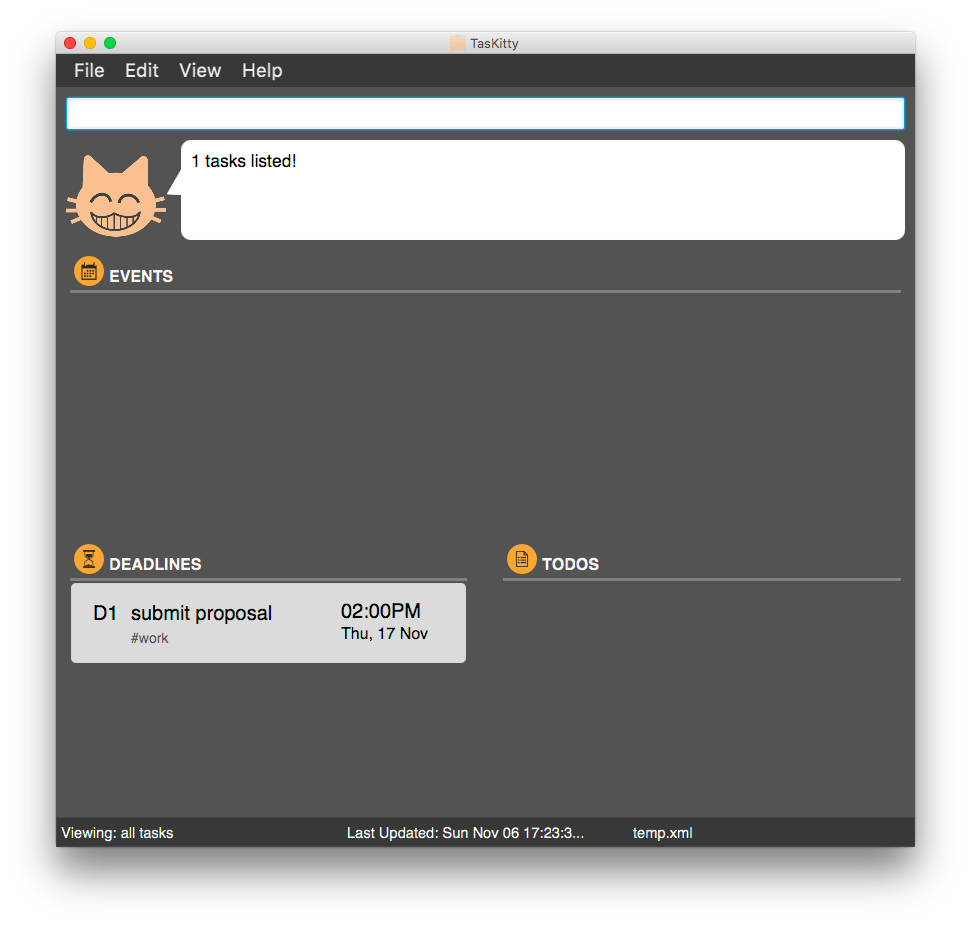 TasKitty
File Edit View Help
1 tasks listed!
EVENTS
DEADLINES
D1 submit proposal 02:00PM
#work Thu, 17 Nov
TODOS
Viewing: all tasks Last Updated: Sun Nov 06 17:23:3... temp.xml